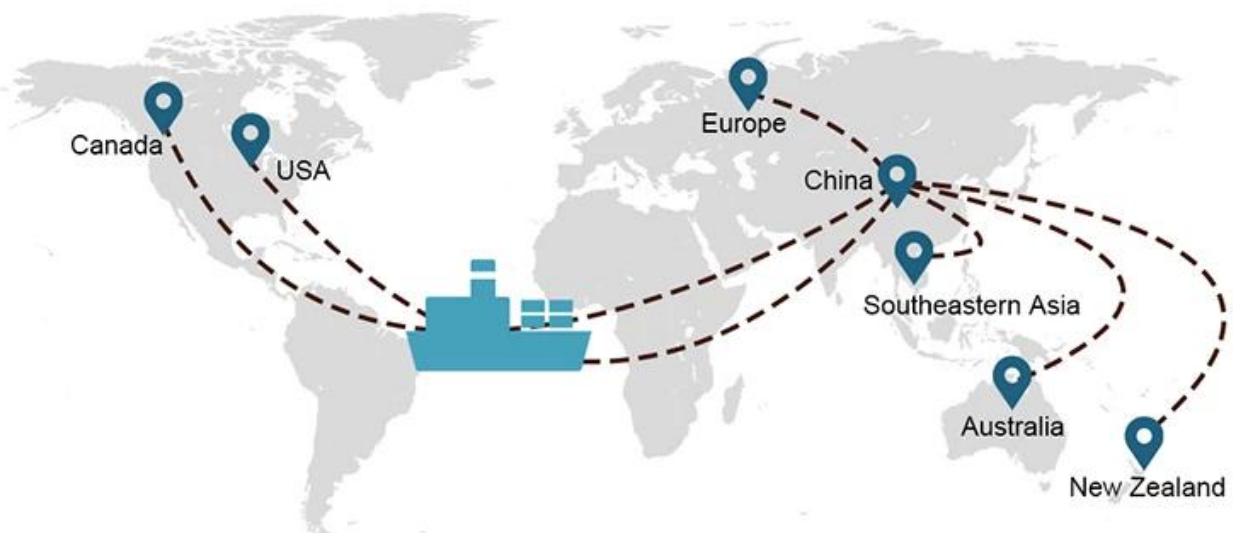 Canada
USA
Europe
China
Southeastern Asia
Australia
New Zealand